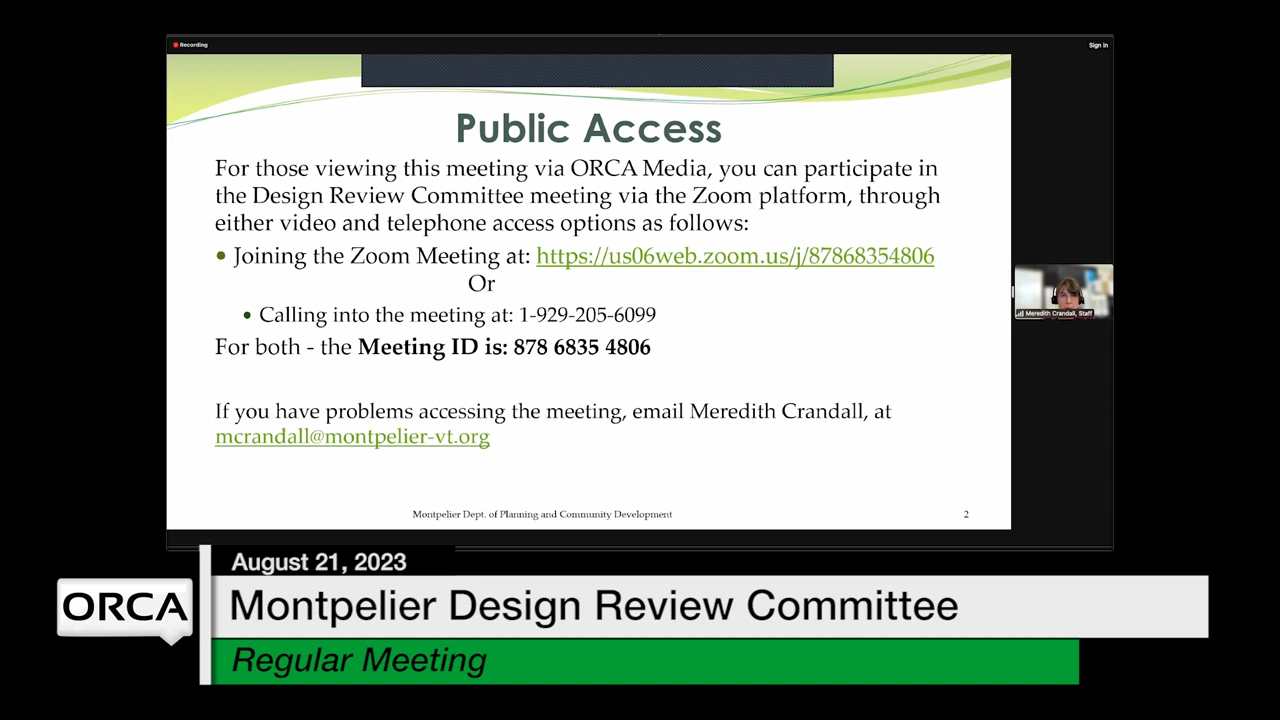 Recording
Sign In
Public Access
For those viewing this meeting via ORCA Media, you can participate in
the Design Review Committee meeting via the Zoom platform, through
either video and telephone access options as follows:
• Joining the Zoom Meeting at: https://us06web.zoom.us/j/87868354806
Or
• Calling into the meeting at: 1-929-205-6099
For both - the Meeting ID is: 878 6835 4806
If you have problems accessing the meeting, email Meredith Crandall, at
mcrandall@montpelier-vt.org
Meredith Crandall, Staff
Montpelier Dept. of Planning and Community Development
2
August 21, 2023
ORCA
Montpelier Design Review Committee
Regular Meeting